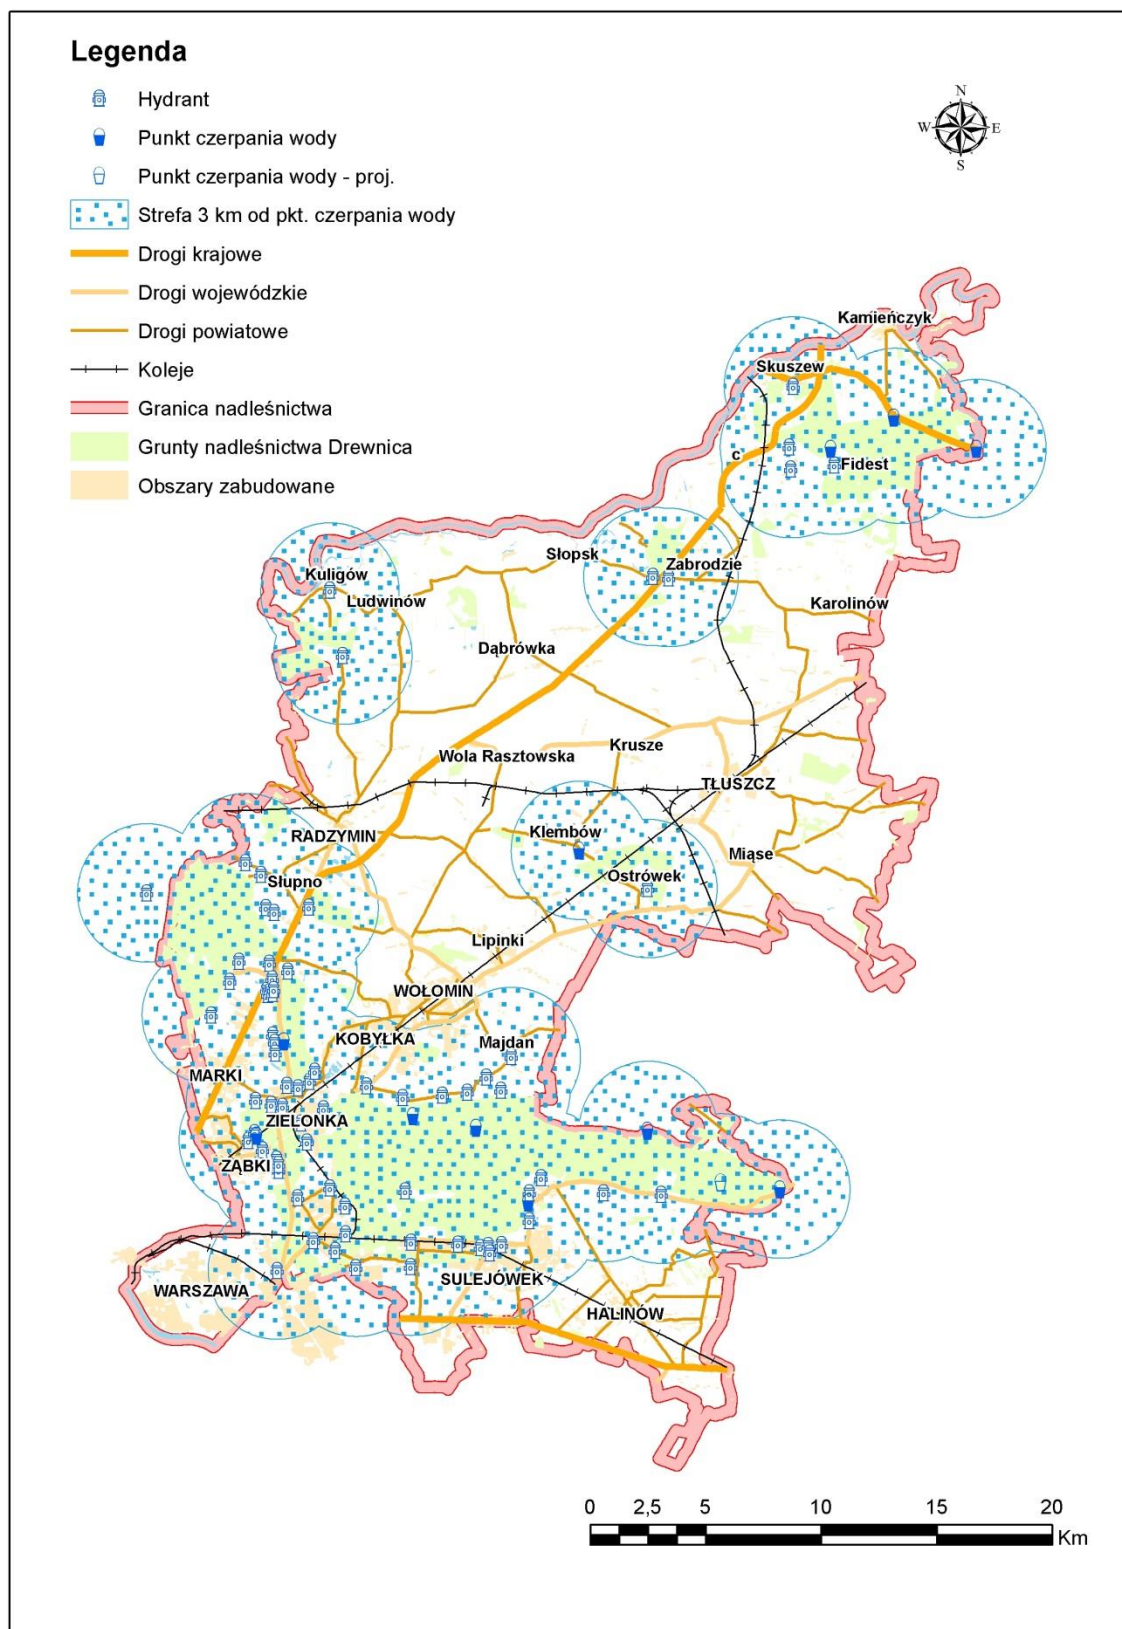 Legenda
Hydrant
Punkt czerpania wody
Punkt czerpania wody - proj.
Strefa 3 km od pkt. czerpania wody
Drogi krajowe
Drogi wojewódzkie
Drogi powiatowe
Koleje
Granica nadleśnictwa
Grunty nadleśnictwa Drewnica
Obszary zabudowane
N
W E
S
Kamieńczyk
Skuszew
c
Fidest
Słopsk
Zabrodzie
Kuligów
Ludwinów
Karolinów
Dąbrówka
Krusze
Wola Rasztowska
TŁUSZCZ
RADZYMIN
Klembów
Miąse
Słupno
Ostrówek
Lipinki
WOŁOMIN
KOBYŁKA
Majdan
MARKI
ZIELONKA
ZĄBKI
SULEJÓWEK
WARSZAWA
HALINÓW
0 2,5 5 10 15 20
Km